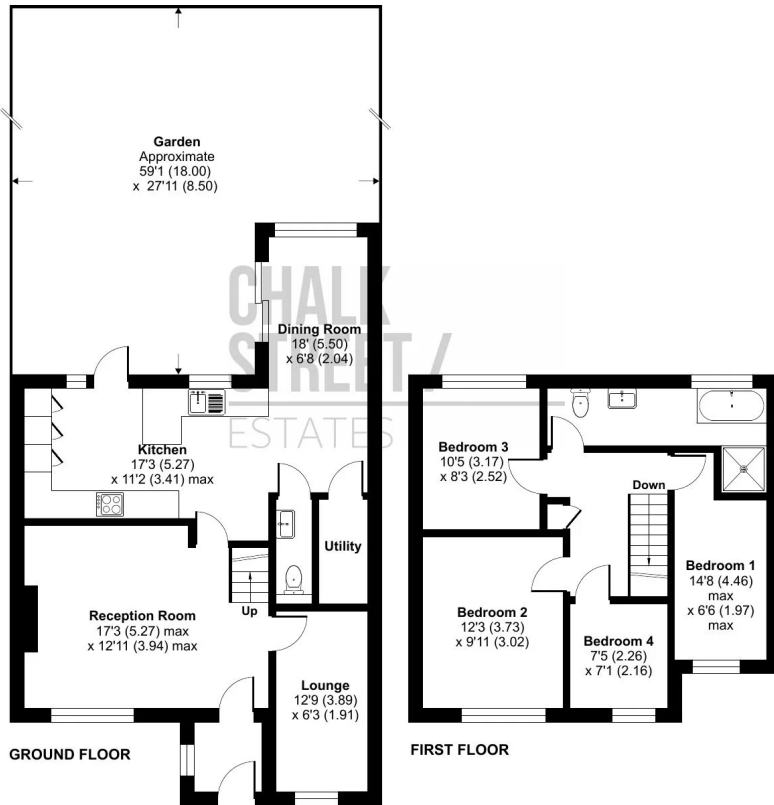 Garden
Approximate
59'1 (18.00)
x 27'11 (8.50)
CHALK
STREET /
ESTATES
Dining Room
18' (5.50)
x 6'8 (2.04)
Kitchen
17'3 (5.27)
x 11'2 (3.41) max
Utility
Reception Room
17'3 (5.27) max
x 12'11 (3.94) max
Up
Lounge
12'9 (3.89)
x 6'3 (1.91)
GROUND FLOOR
Bedroom 3
10'5 (3.17)
x 8'3 (2.52)
Down
Bedroom 1
14'8 (4.46)
max
x 6'6 (1.97)
max
Bedroom 2
12'3 (3.73)
x 9'11 (3.02)
Bedroom 4
7'5 (2.26)
x 7'1 (2.16)
FIRST FLOOR